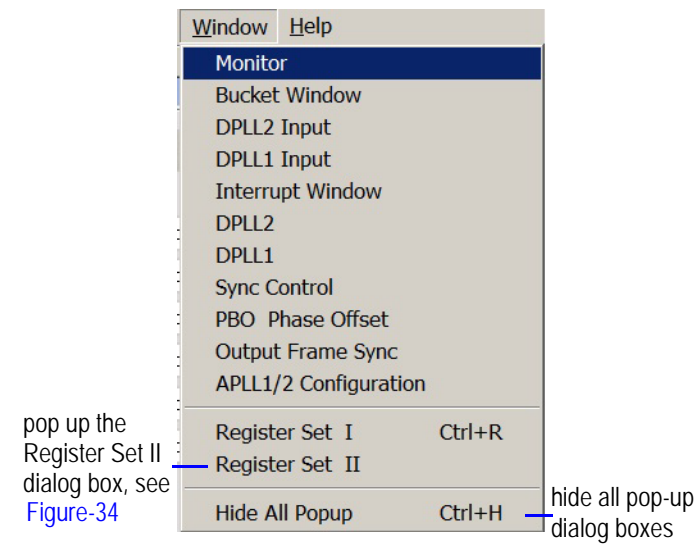 Window Help
Monitor
Bucket Window
DPLL2 Input
DPLL1 Input
Interrupt Window
DPLL2
DPLL1
Sync Control
PBO Phase Offset
Output Frame Sync
APLL1/2 Configuration
Register Set I Ctrl+R
Register Set II
Hide All Popup Ctrl+H
pop up the
Register Set II
dialog box, see
Figure-34
hide all pop-up
dialog boxes